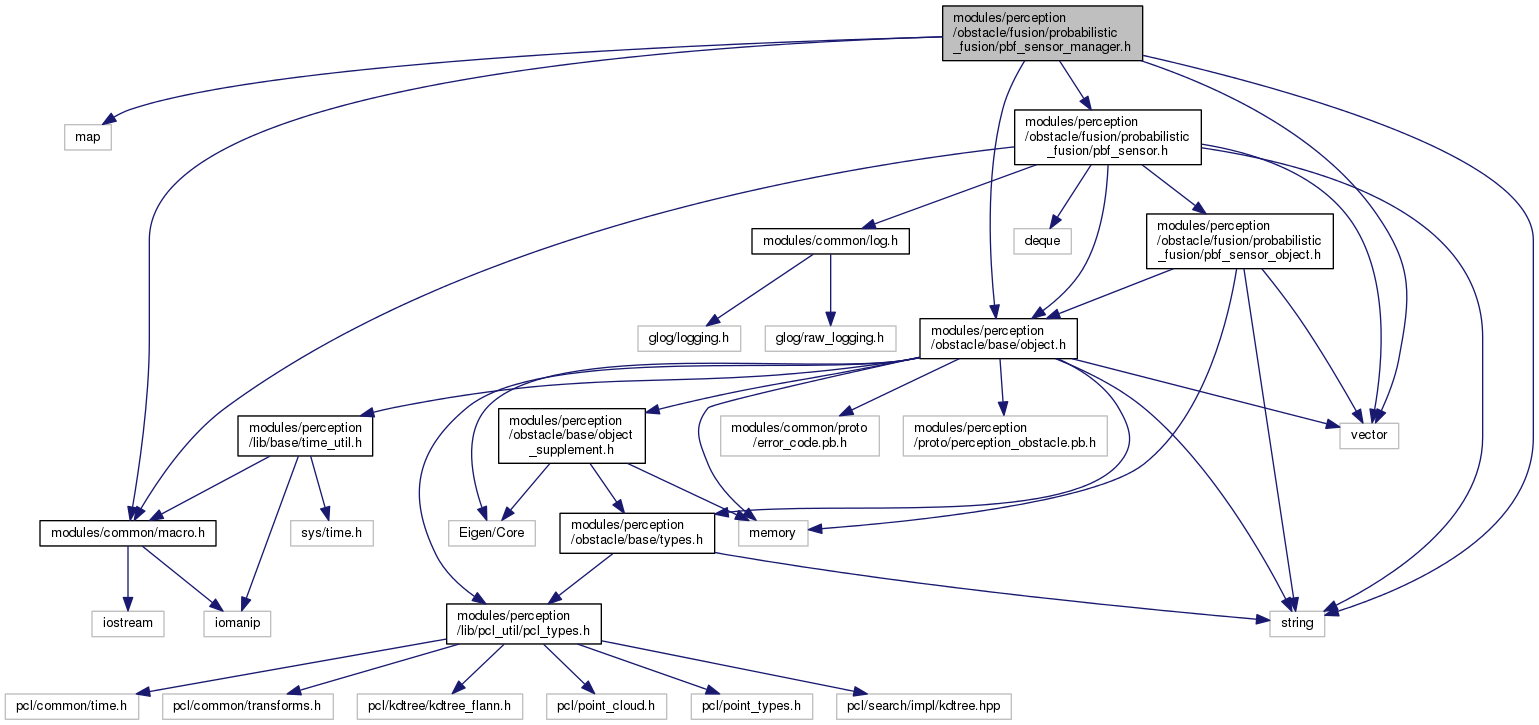 modules/perception
/obstacle/fusion/probabilistic
_fusion/pbf_sensor_manager.h
map
modules/perception
/obstacle/fusion/probabilistic
_fusion/pbf_sensor.h
modules/common/log.h
deque
modules/perception
/obstacle/fusion/probabilistic
_fusion/pbf_sensor_object.h
glog/logging.h
glog/raw_logging.h
modules/perception
/obstacle/base/object.h
modules/perception
/lib/base/time_util.h
modules/perception
/obstacle/base/object
_supplement.h
modules/common/proto
/error_code.pb.h
modules/perception
/proto/perception_obstacle.pb.h
vector
modules/common/macro.h
sys/time.h
Eigen/Core
modules/perception
/obstacle/base/types.h
memory
iostream
iomanip
modules/perception
/lib/pcl_util/pcl_types.h
string
pcl/common/time.h
pcl/common/transforms.h
pcl/kdtree/kdtree_flann.h
pcl/point_cloud.h
pcl/point_types.h
pcl/search/impl/kdtree.hpp